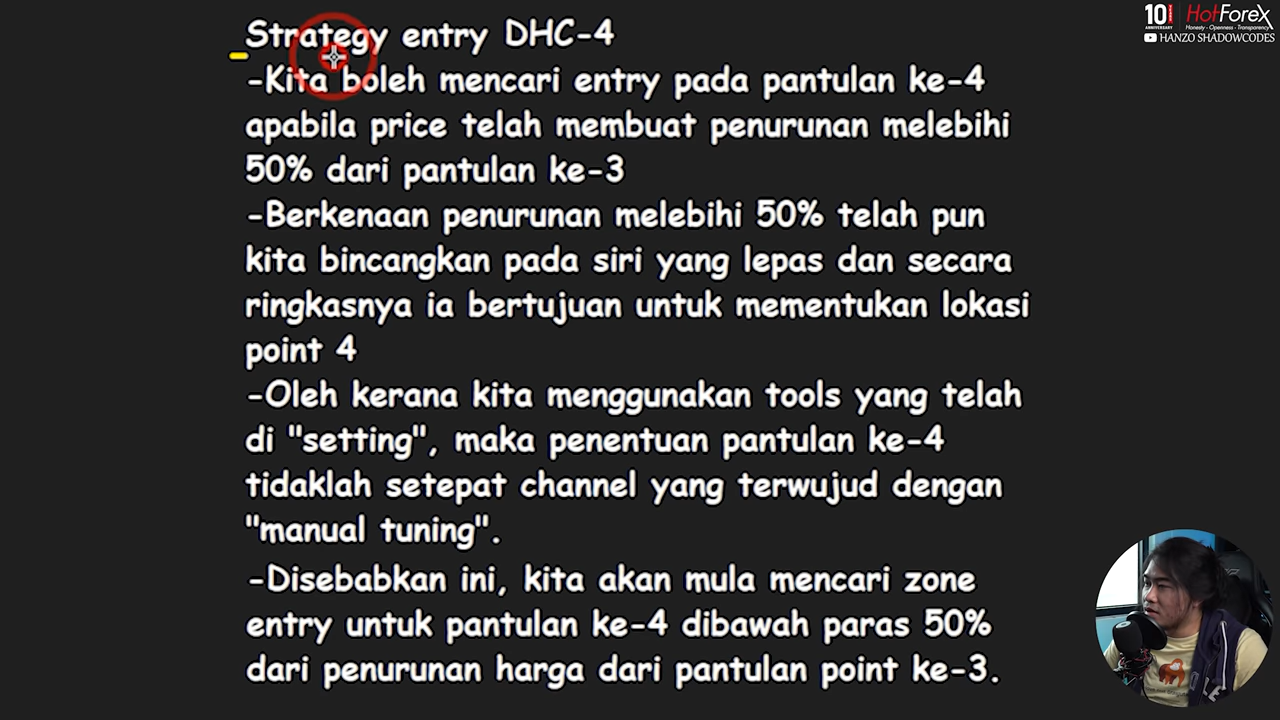 Strategy entry DHC-4
-Kita boleh mencari entry pada pantulan ke-4
apabila price telah membuat penurunan melebihi
50% dari pantulan ke-3
-Berkenaan penurunan melebihi 50% telah pun
kita bincangkan pada siri yang lepas dan secara
ringkasnya ia bertujuan untuk mementukan lokasi
point 4
-Oleh kerana kita menggunakan tools yang telah
di "setting", maka penentuan pantulan ke-4
tidaklah setepat channel yang terwujud dengan
"manual tuning".
-Disebabkan ini, kita akan mula mencari zone
entry untuk pantulan ke-4 dibawah paras 50%
dari penurunan harga dari pantulan point ke-3.
10 HotForex
ANNIVERSARY Honesty - Openness - Transparency
HANZO SHADOWCODES